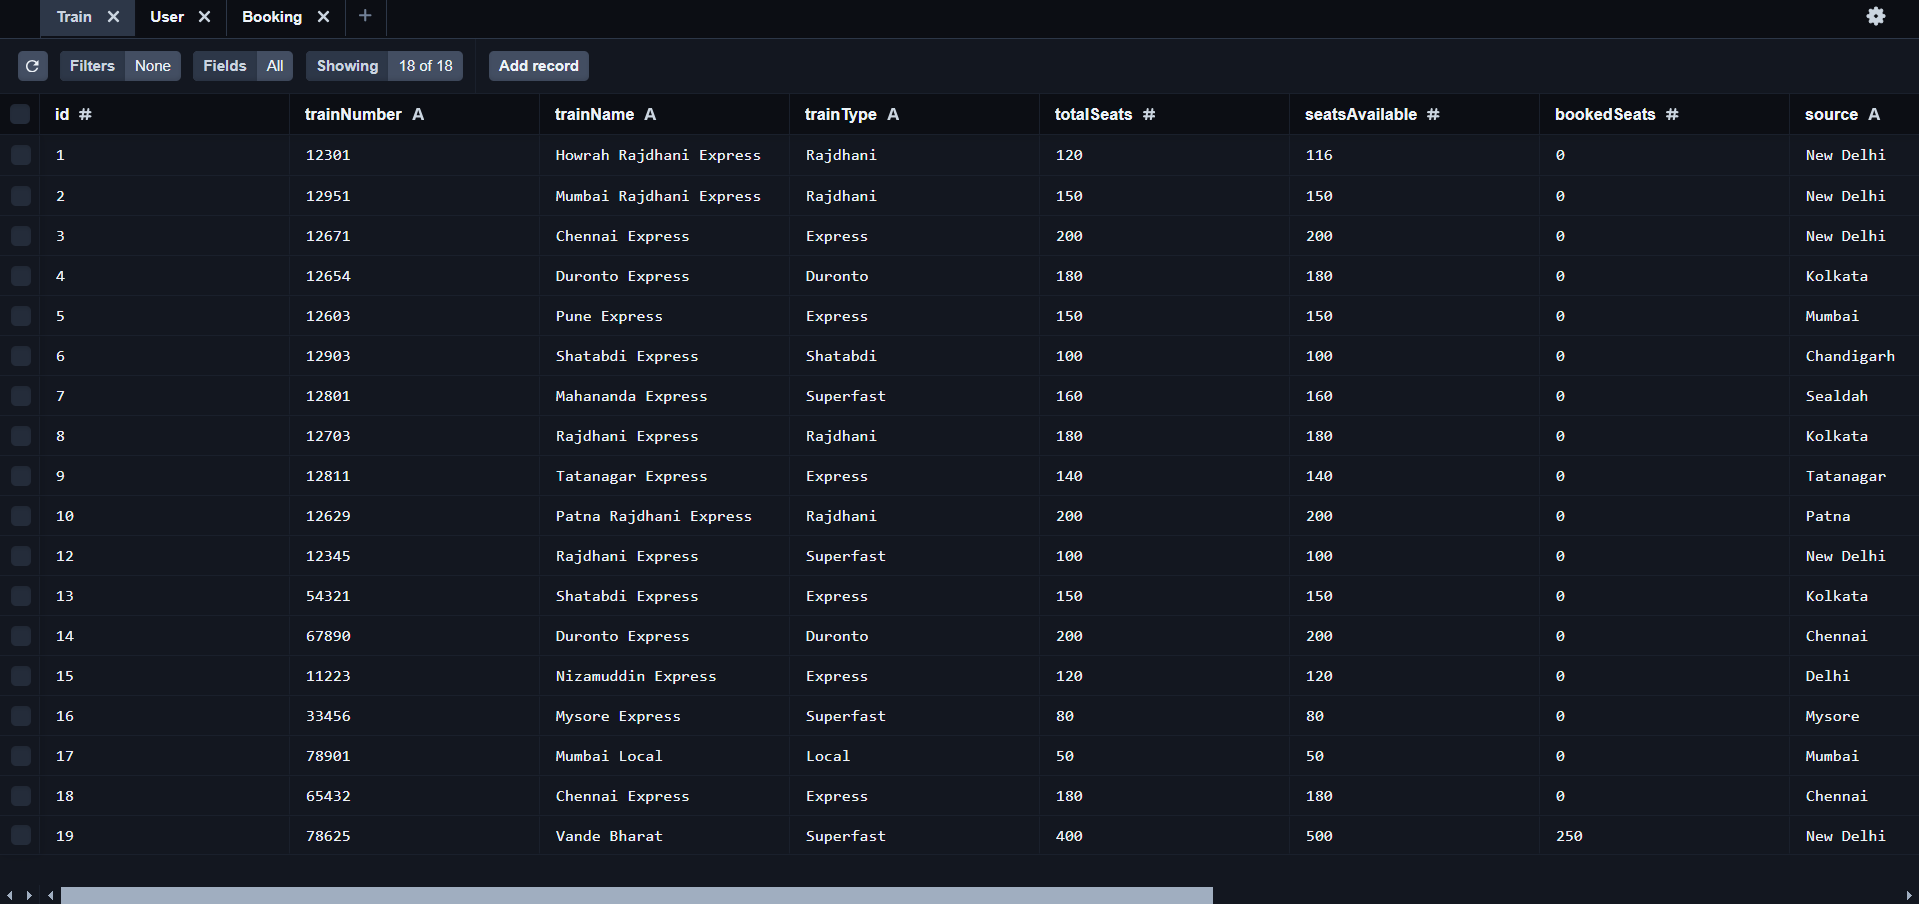 Train User Booking
Filters None Fields All Showing 18 of 18 Add record
id # trainNumber A trainName A trainType A totalSeats # seatsAvailable # bookedSeats # source A
1 12301 Howrah Rajdhani Express Rajdhani 120 116 0 New Delhi
2 12951 Mumbai Rajdhani Express Rajdhani 150 150 0 New Delhi
3 12671 Chennai Express Express 200 200 0 New Delhi
4 12654 Duronto Express Duronto 180 180 0 Kolkata
5 12603 Pune Express Express 150 150 0 Mumbai
6 12903 Shatabdi Express Shatabdi 100 100 0 Chandigarh
7 12801 Mahananda Express Superfast 160 160 0 Sealdah
8 12703 Rajdhani Express Rajdhani 180 180 0 Kolkata
9 12811 Tatanagar Express Express 140 140 0 Tatanagar
10 12629 Patna Rajdhani Express Rajdhani 200 200 0 Patna
12 12345 Rajdhani Express Superfast 100 100 0 New Delhi
13 54321 Shatabdi Express Express 150 150 0 Kolkata
14 67890 Duronto Express Duronto 200 200 0 Chennai
15 11223 Nizamuddin Express Express 120 120 0 Delhi
16 33456 Mysore Express Superfast 80 80 0 Mysore
17 78901 Mumbai Local Local 50 50 0 Mumbai
18 65432 Chennai Express Express 180 180 0 Chennai
19 78625 Vande Bharat Superfast 400 500 250 New Delhi